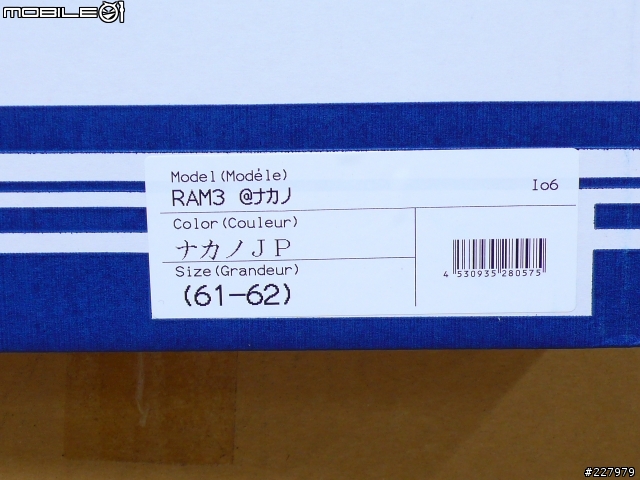 MOBILE01
Model(Modèle)
RAM3 @ナカノ
Io6
Color(Couleur)
ナカノJP
Size(Grandeur)
(61-62)
4 530935 280575
#227979